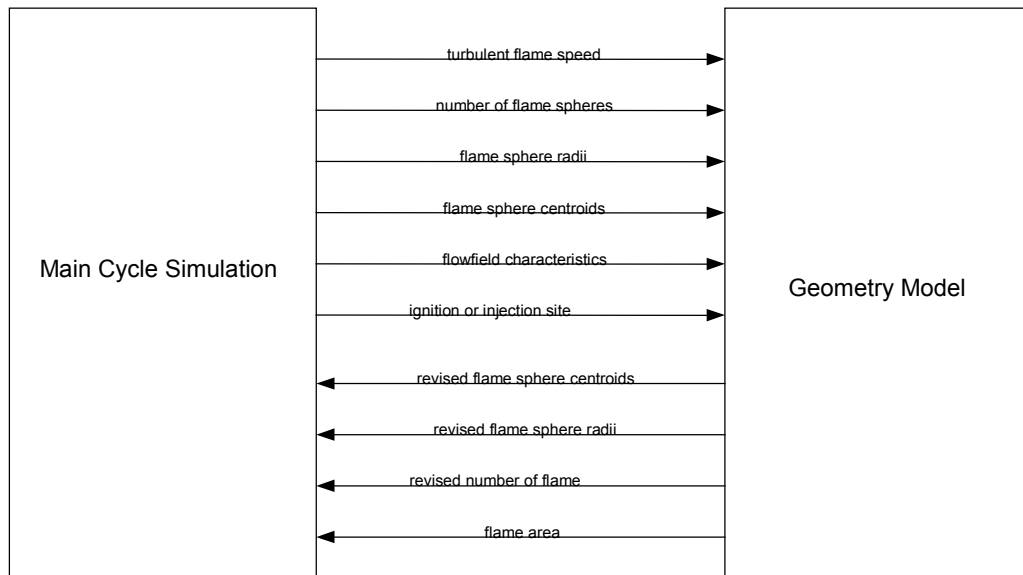 turbulent flame speed
number of flame spheres
flame sphere radii
flame sphere centroids
flowfield characteristics
ignition or injection site
Main Cycle Simulation
Geometry Model
revised flame sphere centroids
revised flame sphere radii
revised number of flame
flame area